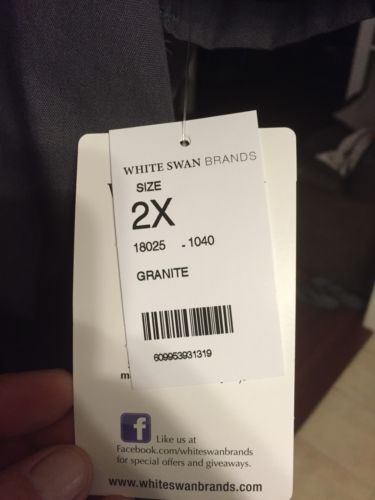 WHITE SWAN BRANDS
SIZE
2X
18025 - 1040
GRANITE
609953931319
Like us at
Facebook.com/whiteswanbrands
for special offers and giveaways.
www.whiteswanbrands.com